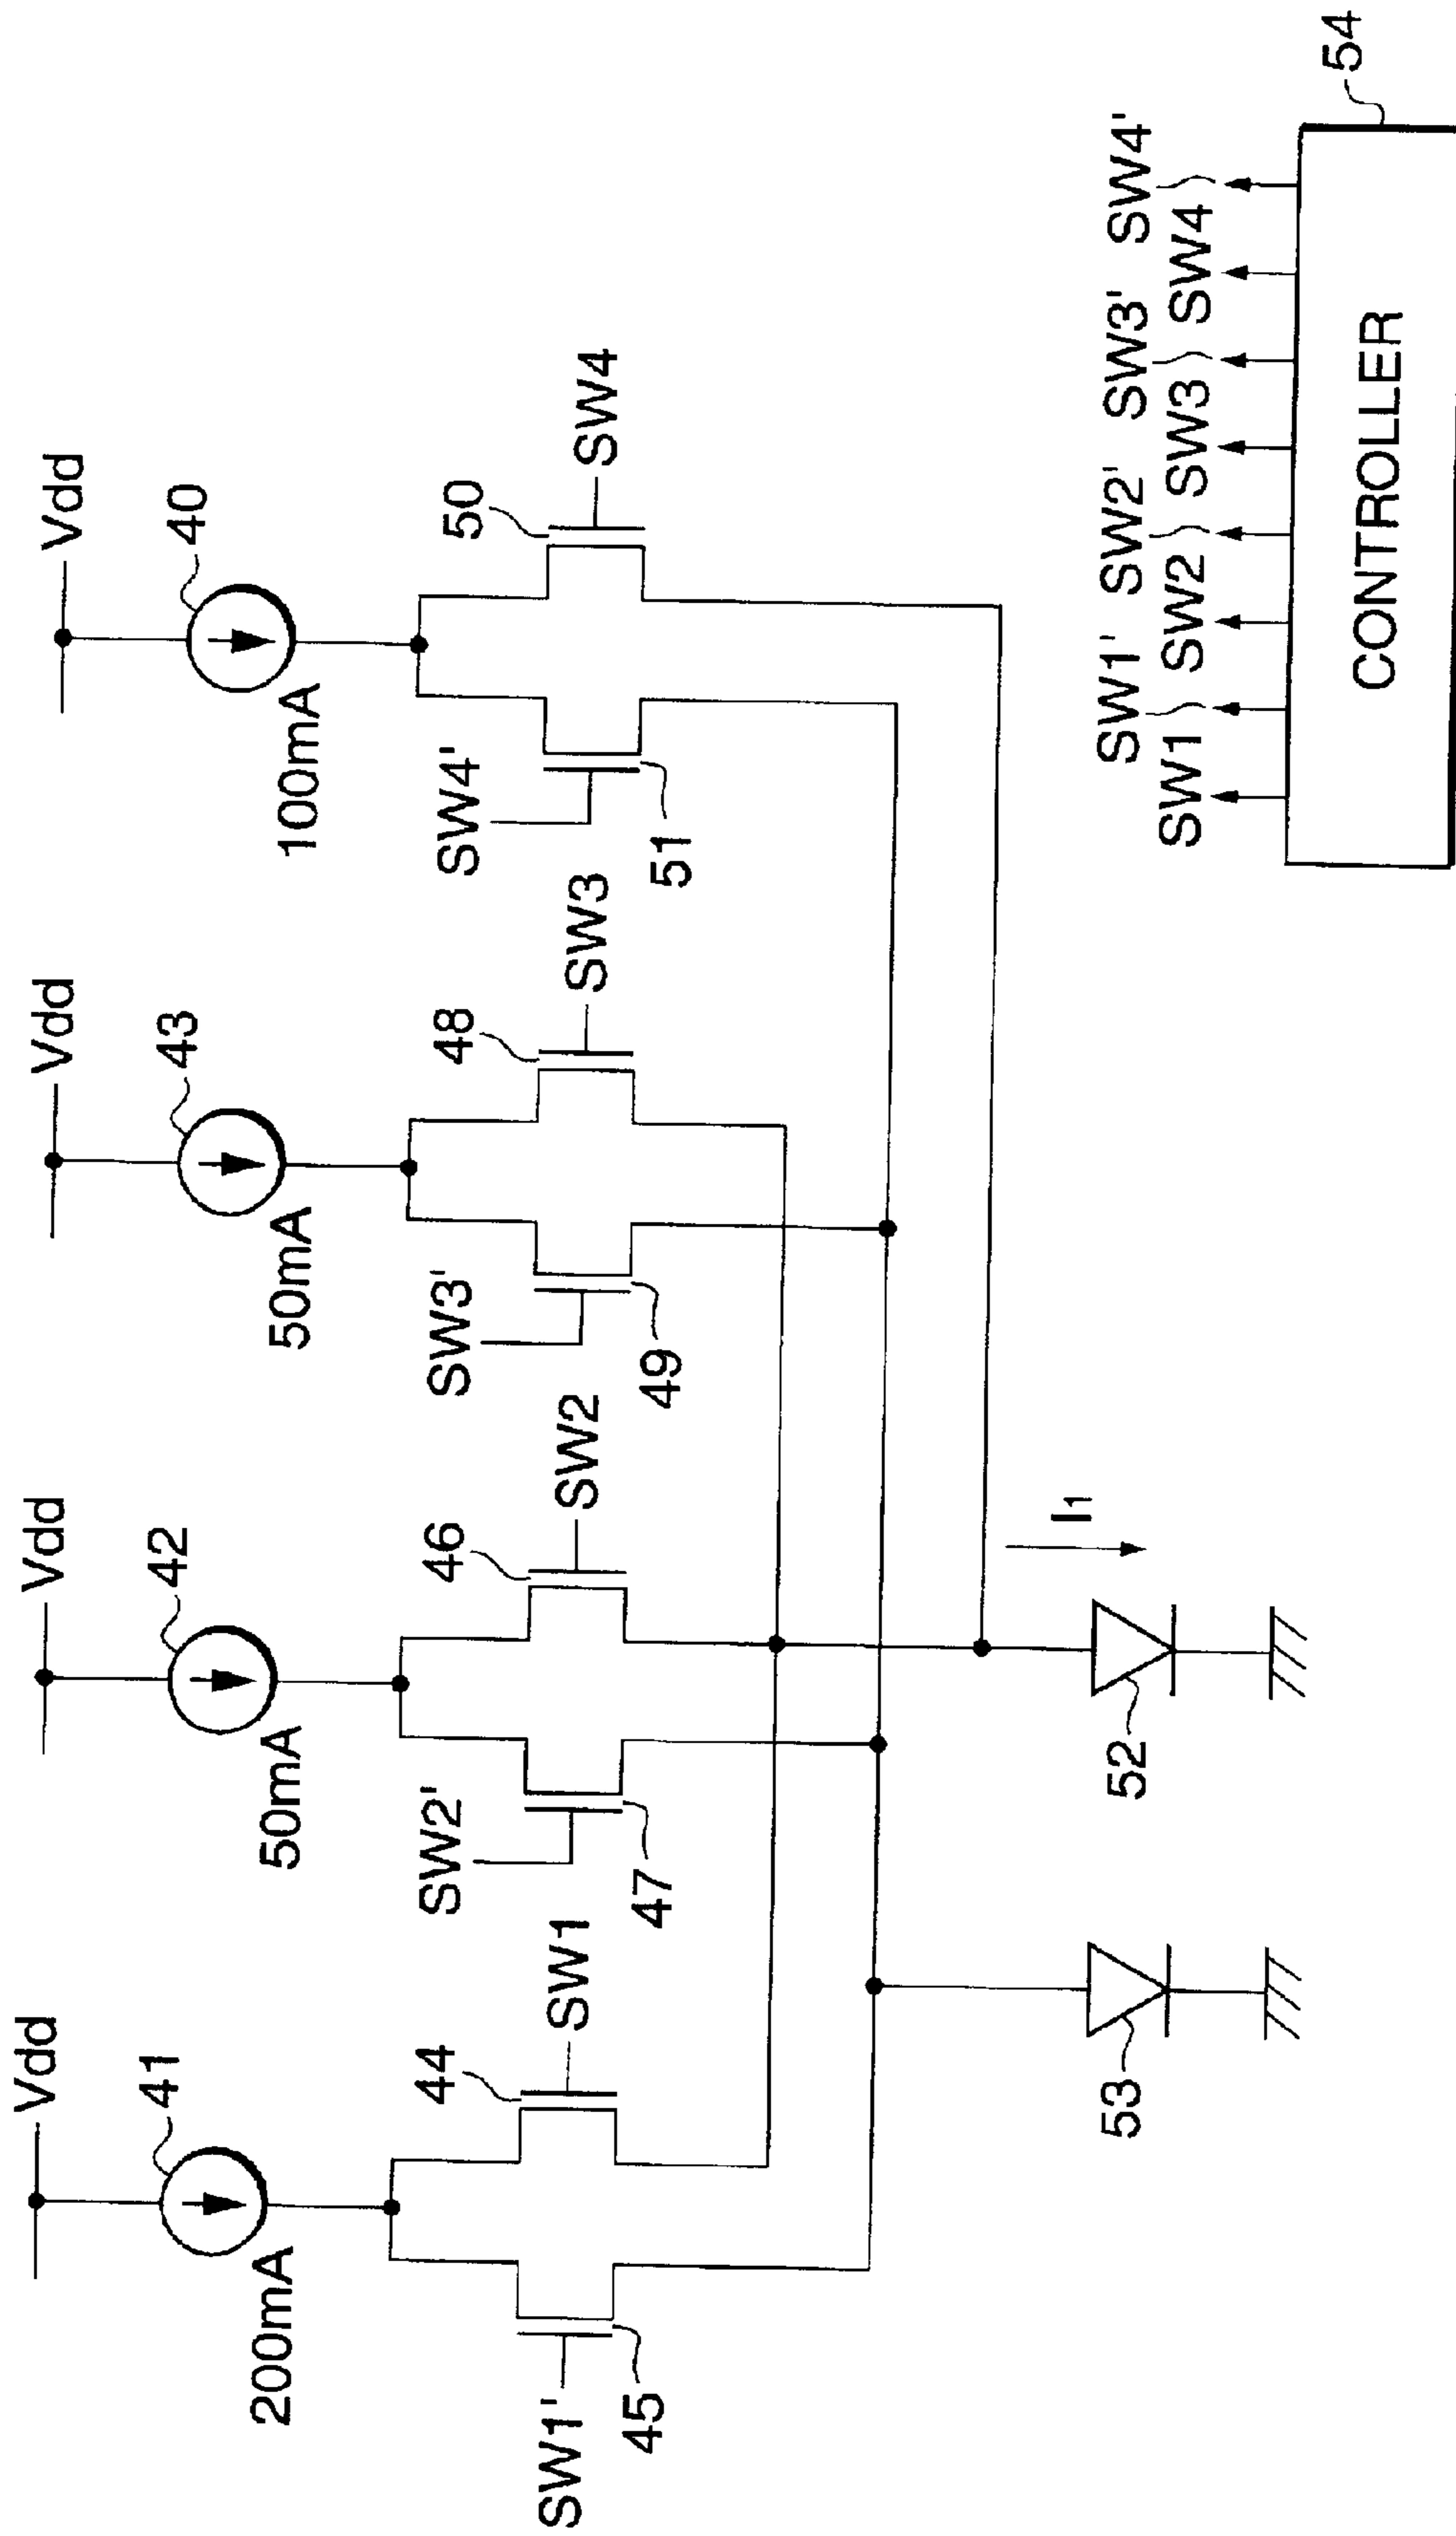 Vdd
Vdd
Vdd
Vdd
41
42
43
40
200mA
50mA
50mA
100mA
SW1'
44
SW1
45
SW2'
46
SW2
47
SW3'
48
SW3
49
SW4'
50
SW4
51
I1
53
52
SW1' SW2' SW3' SW4'
SW1 SW2 SW3 SW4
CONTROLLER
54